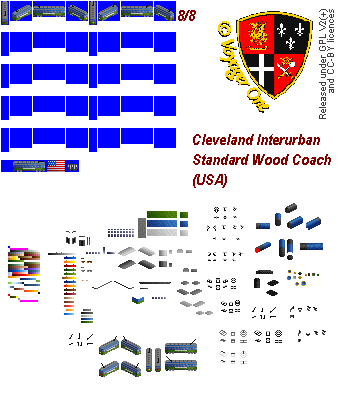 8/8
© Voyager One
Released under GPL V2(+)
and CC-BY licences
Cleveland Interurban
Standard Wood Coach
(USA)